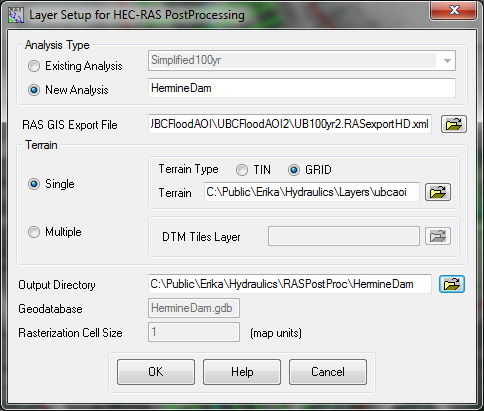 Layer Setup for HEC-RAS PostProcessing
Analysis Type
Existing Analysis
Simplified100yr
New Analysis
HermineDam
RAS GIS Export File
JBCFloodAOI\UBCFloodAOI2\UB100yr2.RASexportHD.xml
Terrain
Single
Terrain Type
TIN
GRID
Terrain
C:\Public\Erika\Hydraulics\Layers\ubcaoi
Multiple
DTM Tiles Layer
Output Directory
C:\Public\Erika\Hydraulics\RASPostProc\HermineDam
Geodatabase
HermineDam.gdb
Rasterization Cell Size
1
(map units)
OK
Help
Cancel